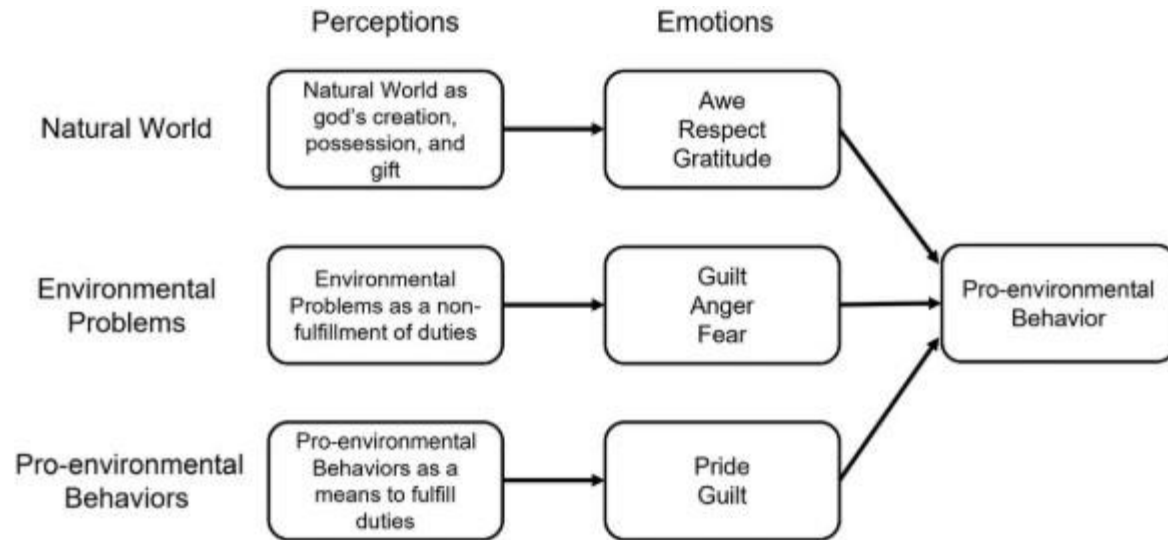 Perceptions
Emotions
Natural World
Natural World as
god's creation,
possession, and
gift
Awe
Respect
Gratitude
Environmental
Problems
Environmental
Problems as a non-
fulfillment of duties
Guilt
Anger
Fear
Pro-environmental
Behavior
Pro-environmental
Behaviors
Pro-environmental
Behaviors as a
means to fulfill
duties
Pride
Guilt